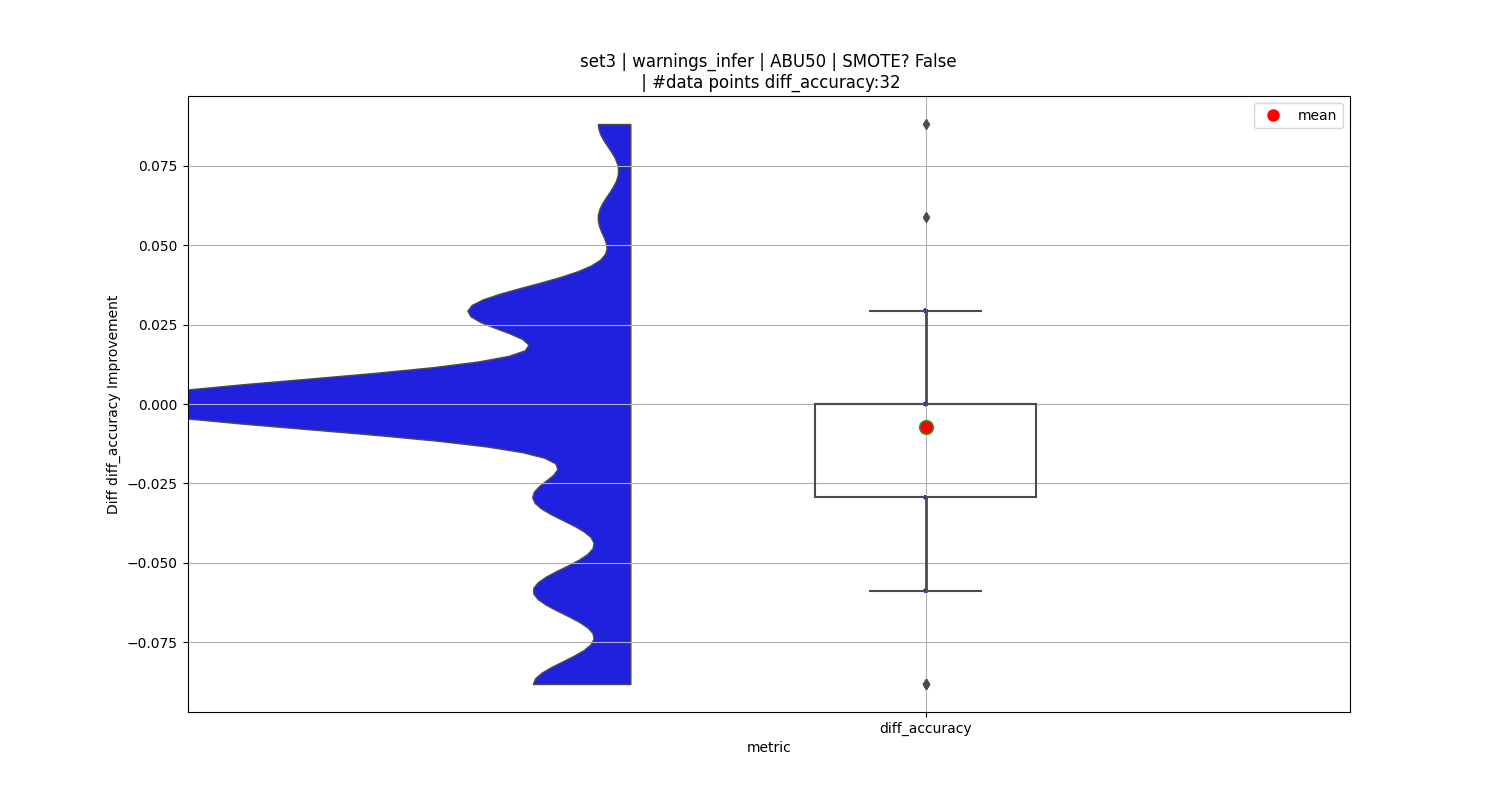 set3 | warnings_infer | ABU50 | SMOTE? False
| #data points diff_accuracy:32
mean
0.075
0.050
0.025
0.000
−0.025
−0.050
−0.075
Diff diff_accuracy Improvement
diff_accuracy
metric